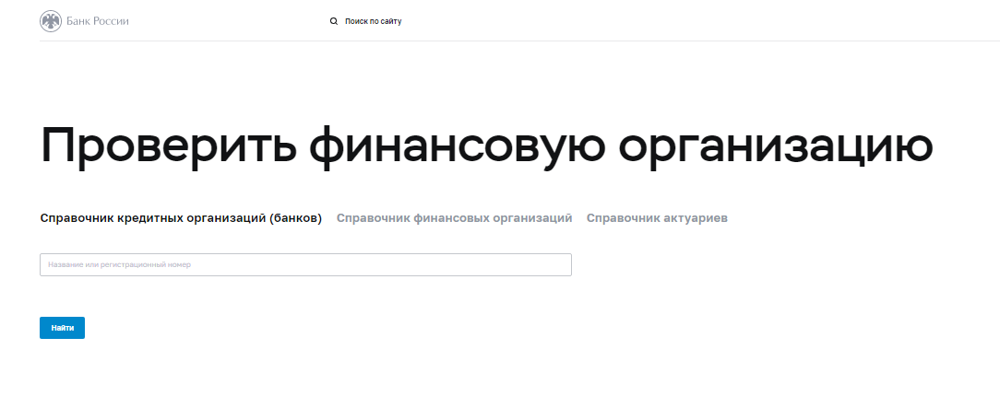 Банк России
Поиск по сайту
Проверить финансовую организацию
Справочник кредитных организаций (банков) Справочник финансовых организаций Справочник актуариев
Название или регистрационный номер
Найти